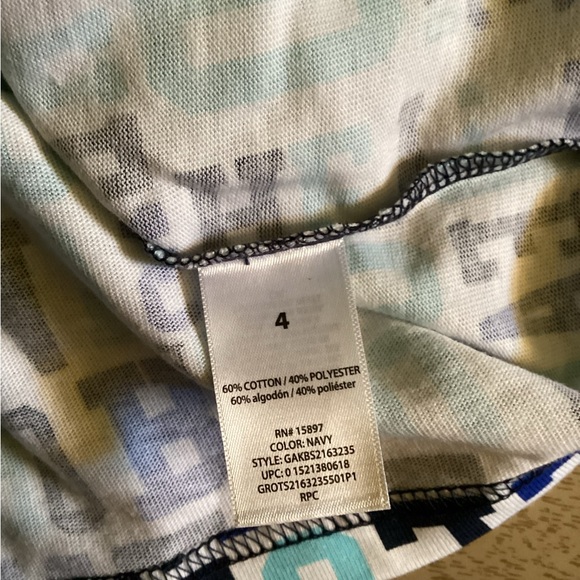 4
60% COTTON / 40% POLYESTER
60% algodón / 40% poliéster
RN# 15897
COLOR: NAVY
STYLE: GAKBS2163235
UPC: 0 1521380618
GROTS2163235501P1
RPC